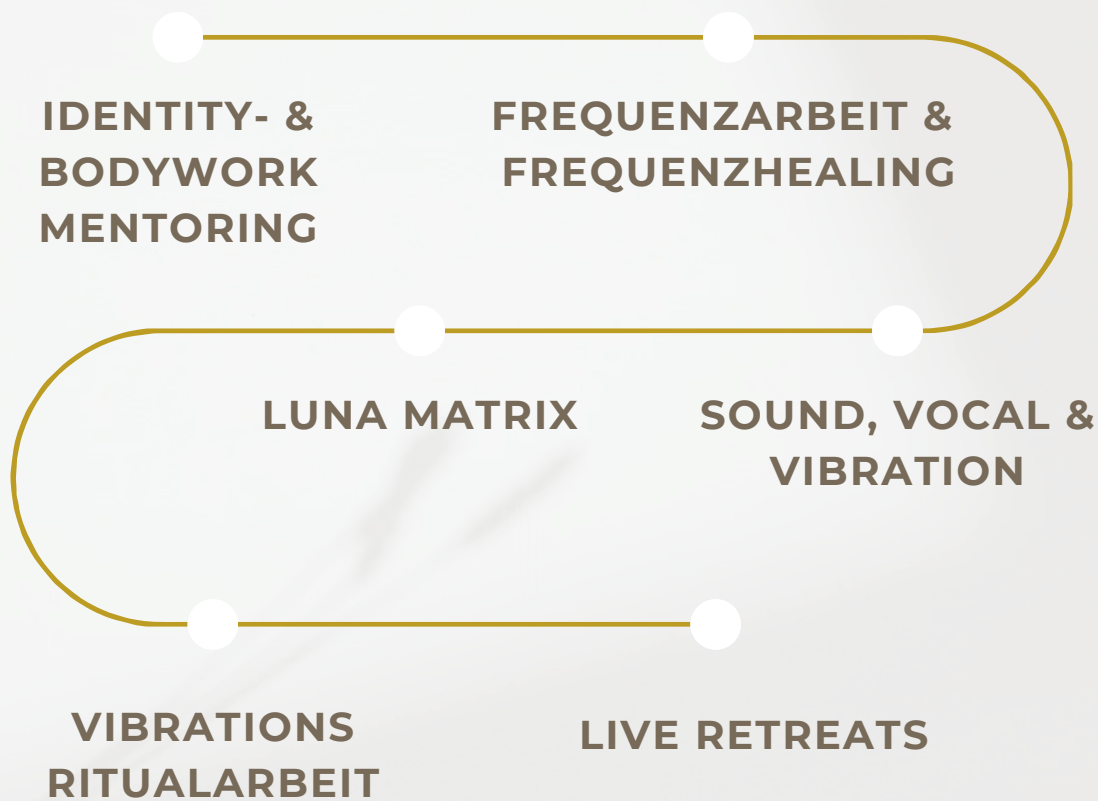 IDENTITY- &
BODYWORK
MENTORING
FREQUENZARBEIT &
FREQUENZHEALING
LUNA MATRIX
SOUND, VOCAL &
VIBRATION
VIBRATIONS
RITUALARBEIT
LIVE RETREATS